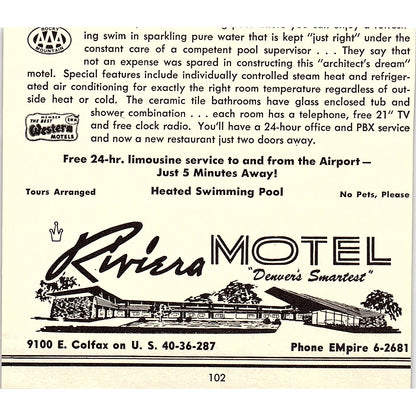 AAA
ROCKY
MOUNTAIN
ing swim in sparkling pure water that is kept "just right" under the
constant care of a competent pool supervisor . . . They say that
not an expense was spared in constructing this "architect's dream"
motel. Special features include individually controlled steam heat and refriger-
ated air conditioning for exactly the right room temperature regardless of out-
side heat or cold. The ceramic tile bathrooms have glass enclosed tub and
shower combination . . . each room has a telephone, free 21" TV
and free clock radio. You'll have a 24-hour office and PBX service
and now a new restaurant just two doors away.
MEMBER
THE BEST
Western
MOTELS
Free 24-hr. limousine service to and from the Airport—
Just 5 Minutes Away!
Tours Arranged Heated Swimming Pool No Pets, Please
Riviera MOTEL
"Denver's Smartest"
9100 E. Colfax on U. S. 40-36-287 Phone EMpire 6-2681
102